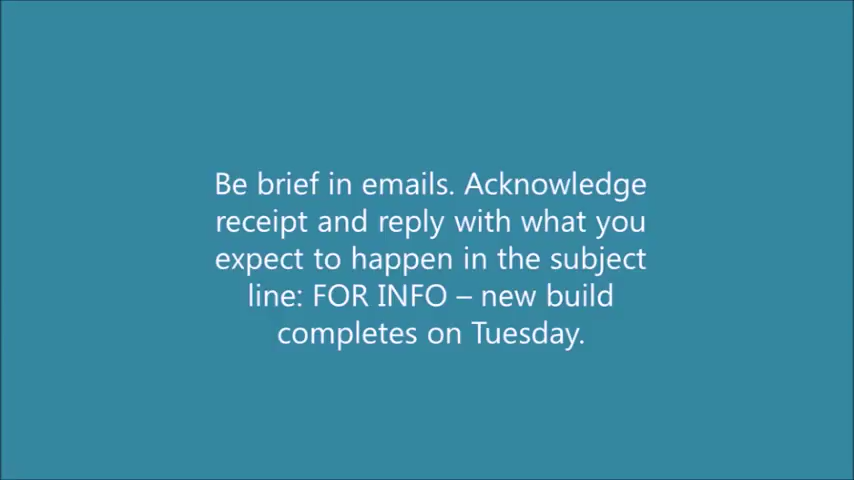 Be brief in emails. Acknowledge
receipt and reply with what you
expect to happen in the subject
line: FOR INFO – new build
completes on Tuesday.